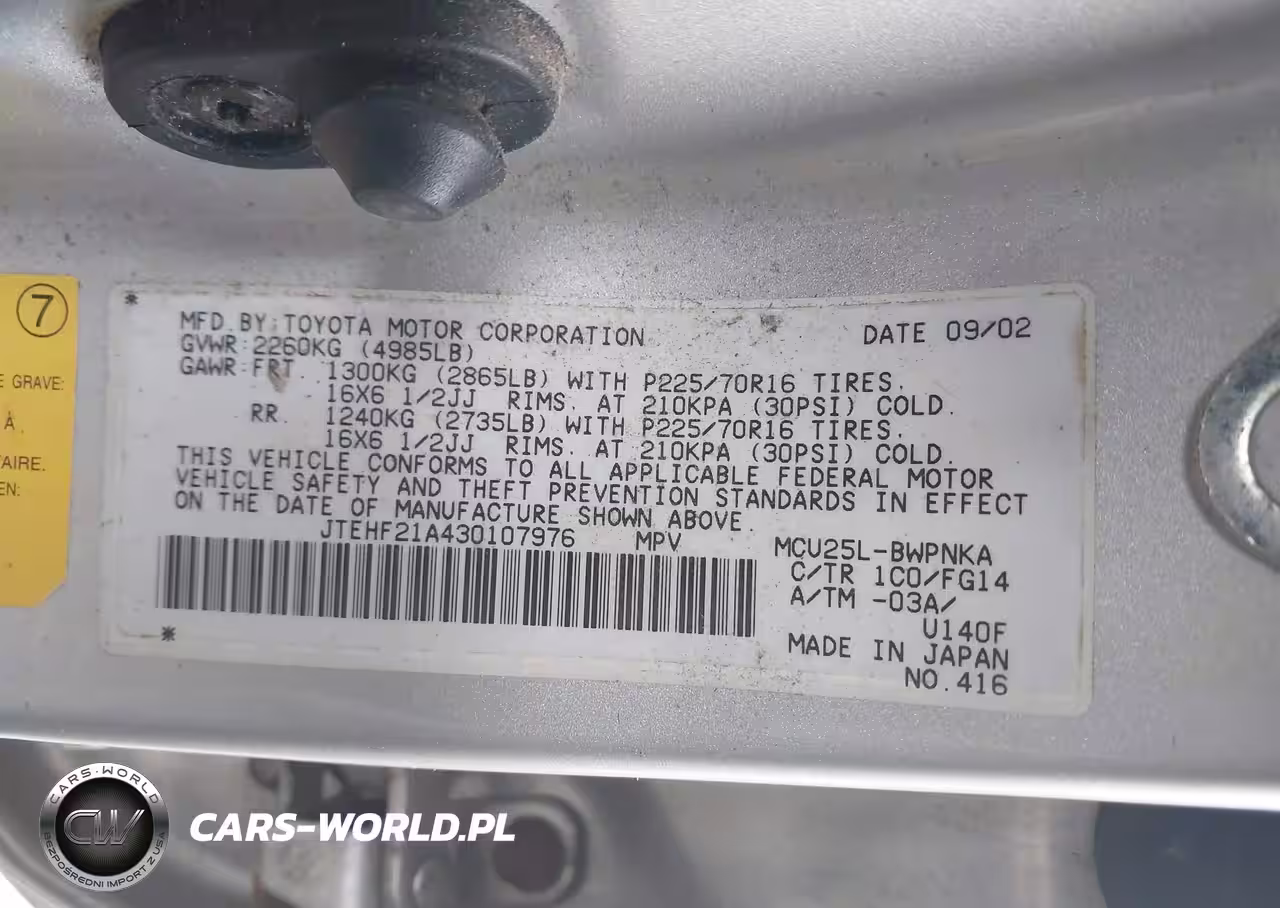 7
E GRAVE:
À.
AIRE.
EN:
* MFD. BY: TOYOTA MOTOR CORPORATION DATE 09/02
GVWR: 2260KG (4985LB)
GAWR: FRT. 1300KG (2865LB) WITH P225/70R16 TIRES.
16X6 1/2JJ RIMS. AT 210KPA (30PSI) COLD.
RR. 1240KG (2735LB) WITH P225/70R16 TIRES.
16X6 1/2JJ RIMS. AT 210KPA (30PSI) COLD.
THIS VEHICLE CONFORMS TO ALL APPLICABLE FEDERAL MOTOR
VEHICLE SAFETY AND THEFT PREVENTION STANDARDS IN EFFECT
ON THE DATE OF MANUFACTURE SHOWN ABOVE.
JTEHF21A430107976 MPV
MCU25L-BWPNKA
C/TR 1C0/FG14
A/TM -03A/
U140F
MADE IN JAPAN
NO.416
*
CARS-WORLD
CW
BEZPOŚREDNI IMPORT Z USA
CARS-WORLD.PL